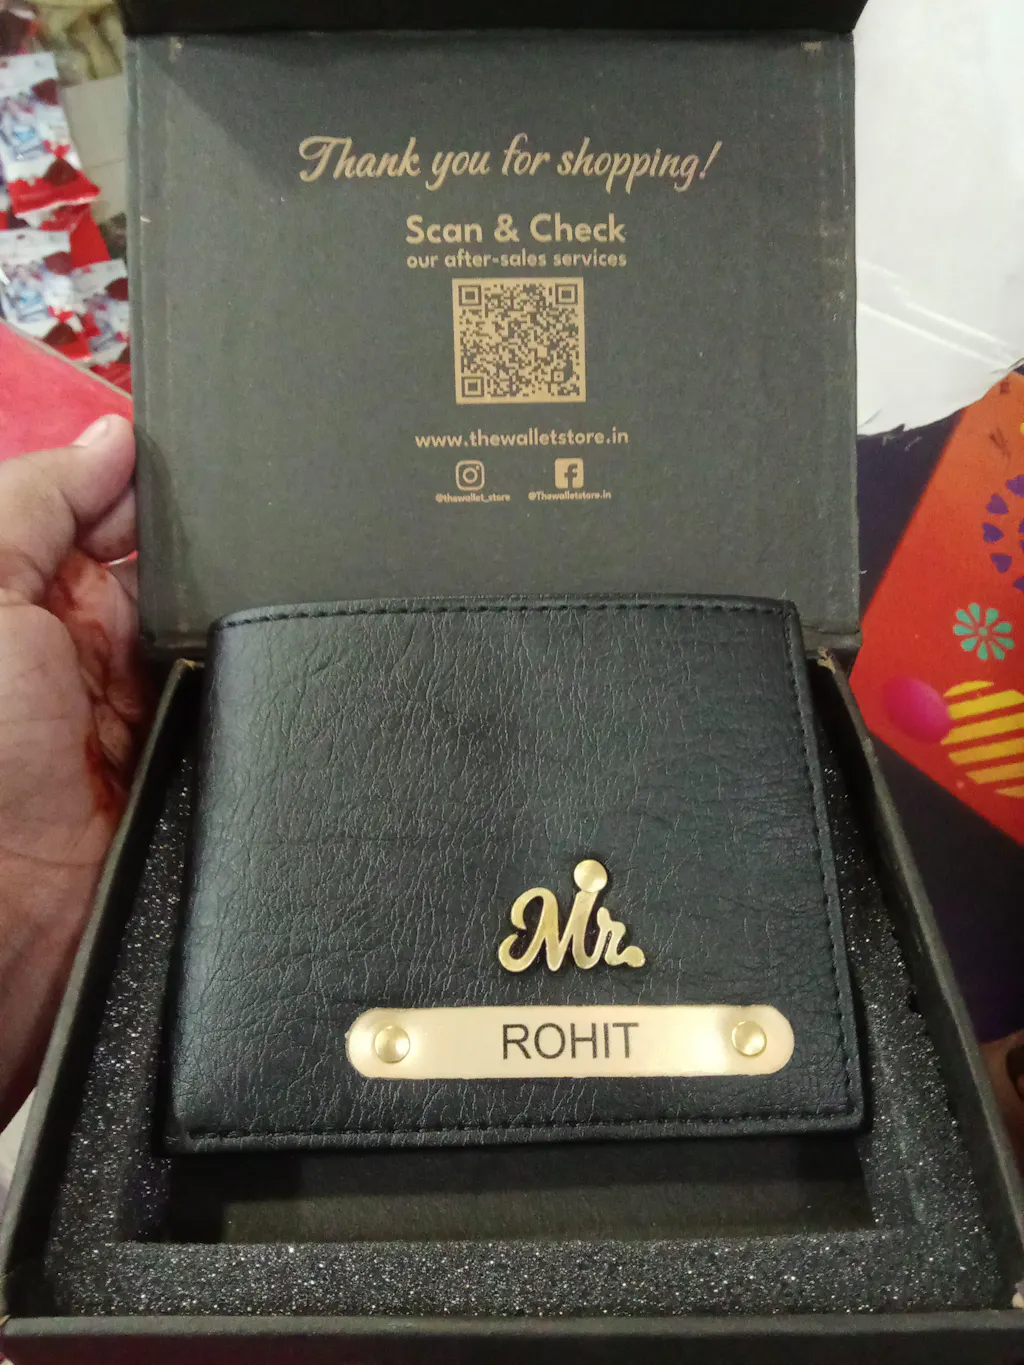 Thank you for shopping!
Scan & Check
our after-sales services
www.thewalletstore.in
@thewallet_store @Thewalletstore.in
Mr.
ROHIT